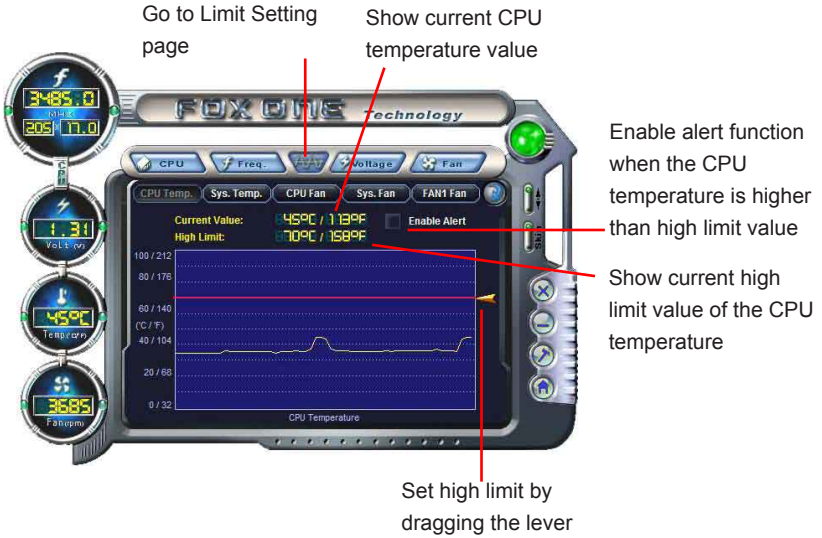 Go to Limit Setting
page
Show current CPU
temperature value
3485.0
MHz
205 17.0
CPU
FOX ONE Technology
CPU Freq. Voltage Fan
CPU Temp. Sys. Temp. CPU Fan Sys. Fan FAN1 Fan ?
Current Value: 45ºC / 113ºF Enable Alert
High Limit: 70ºC / 158ºF
Skin
1.31
Volt (V)
45ºC
3685
Fan(rpm)
100 / 212
80 / 176
60 / 140
(°C / °F)
40 / 104
20 / 68
0 / 32
CPU Temperature
Enable alert function
when the CPU
temperature is higher
than high limit value
Show current high
limit value of the CPU
temperature
Set high limit by
dragging the lever